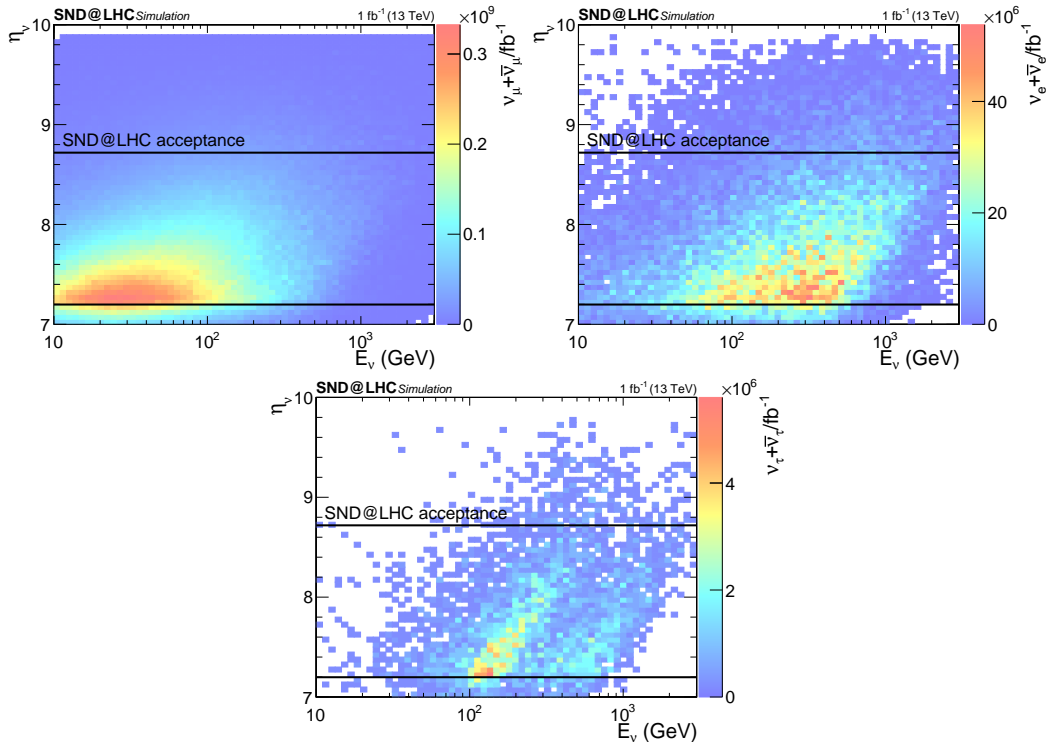 SND@LHC Simulation 1 fb⁻¹ (13 TeV)
η_ν
10
9
8
7
SND@LHC acceptance
10 10² 10³
E_ν (GeV)
×10⁹
0.3
0.2
0.1
0
ν_μ+ν̄_μ/fb⁻¹
SND@LHC Simulation 1 fb⁻¹ (13 TeV)
η_ν
10
9
8
7
SND@LHC acceptance
10 10² 10³
E_ν (GeV)
×10⁶
40
20
0
ν_e+ν̄_e/fb⁻¹
SND@LHC Simulation 1 fb⁻¹ (13 TeV)
η_ν
10
9
8
7
SND@LHC acceptance
10 10² 10³
E_ν (GeV)
×10⁶
4
2
0
ν_τ+ν̄_τ/fb⁻¹